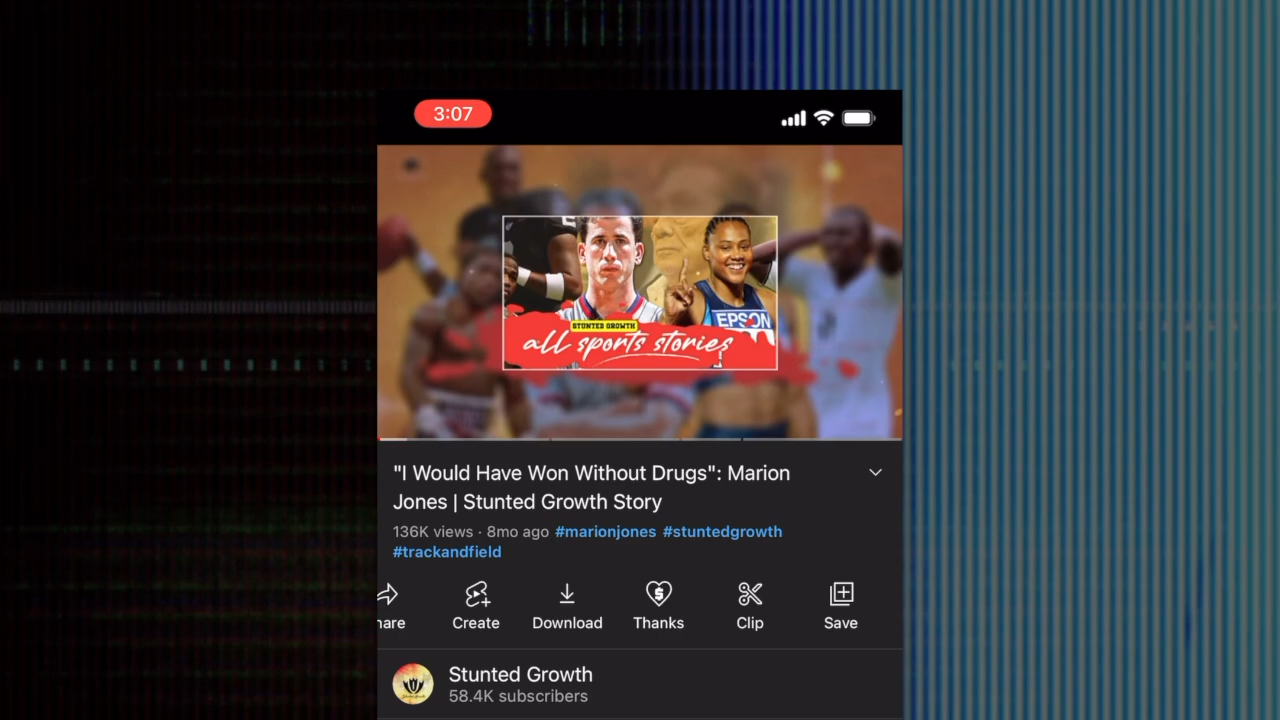 3:07
EPSON
STUNTED GROWTH
all sports stories
"I Would Have Won Without Drugs": Marion
Jones | Stunted Growth Story
136K views · 8mo ago #marionjones #stuntedgrowth
#trackandfield
hare Create Download Thanks Clip Save
Stunted Growth
58.4K subscribers